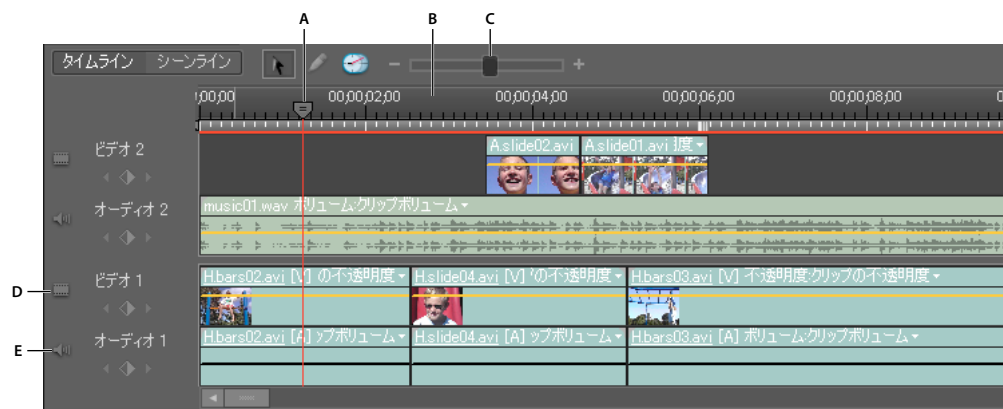 A B C
タイムライン シーンライン
;00;00 00;00;02;00 00;00;04;00 00;00;06;00 00;00;08;00
ビデオ 2
A.slide02.avi A.slide01.avi
オーディオ 2
music01.wav ボリューム:クリップボリューム
D
ビデオ 1
H.bars02.avi [V] の不透明度 H.slide04.avi [V] の不透明度 H.bars03.avi [V] 不透明度:クリップの不透明度
E
オーディオ 1
H.bars02.avi [A] ップボリューム H.slide04.avi [A] ップボリューム H.bars03.avi [A] ボリューム:クリップボリューム